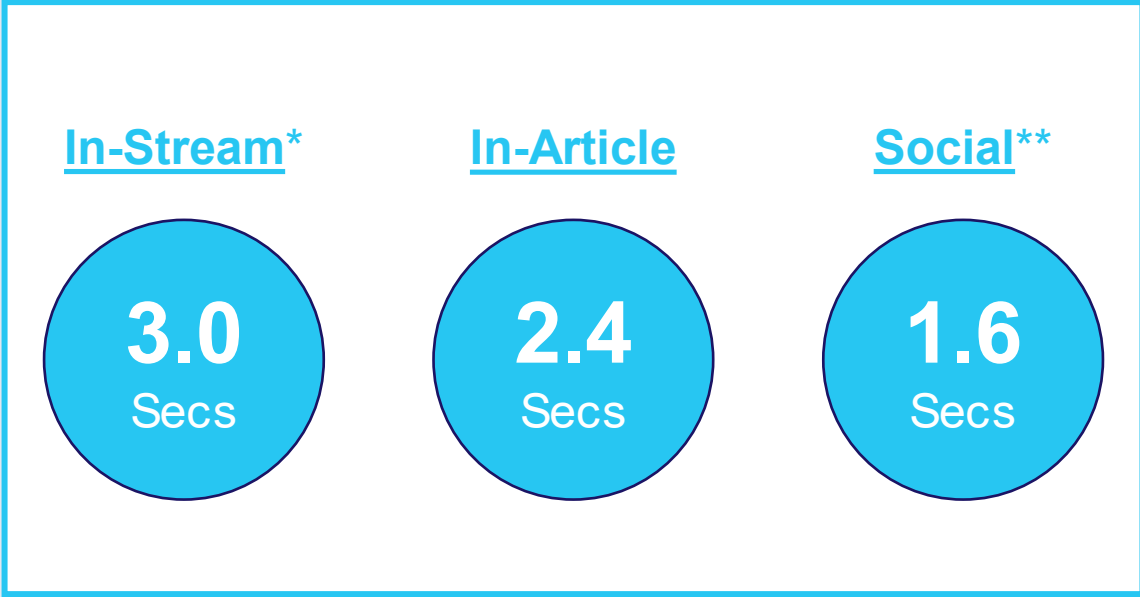 In-Stream*
In-Article
Social**
3.0
Secs
2.4
Secs
1.6
Secs